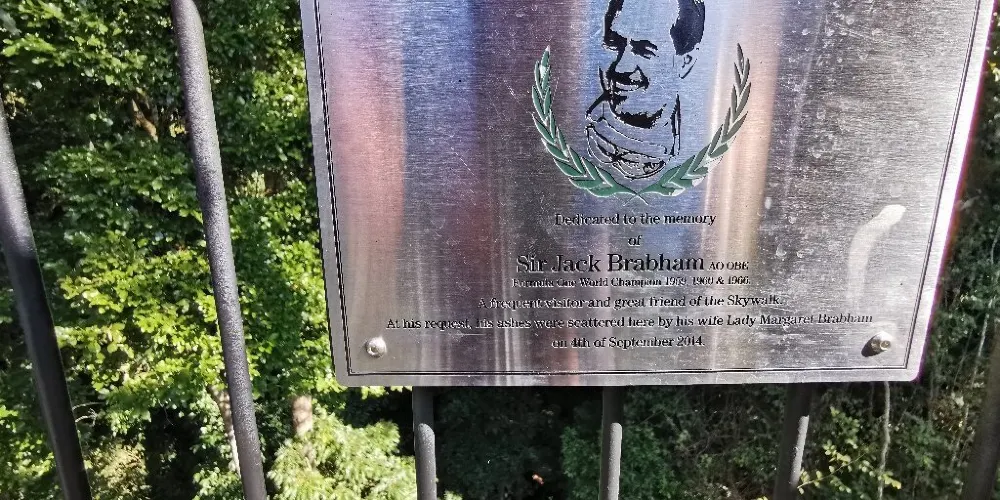 Dedicated to the memory
of
Sir Jack Brabham AO OBE
Formula One World Champion 1959, 1960 & 1966.
A frequent visitor and great friend of the Skywalk.
At his request, his ashes were scattered here by his wife Lady Margaret Brabham
on 4th of September 2014.